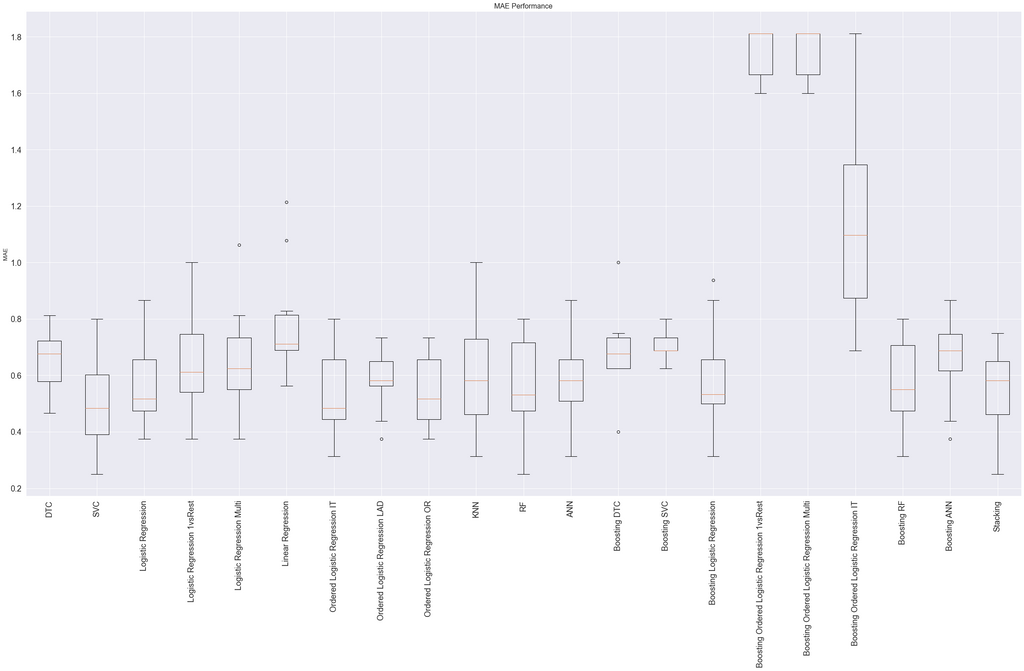 MAE Performance
MAE
1.8
1.6
1.4
1.2
1.0
0.8
0.6
0.4
0.2
DTC
SVC
Logistic Regression
Logistic Regression 1vsRest
Logistic Regression Multi
Linear Regression
Ordered Logistic Regression IT
Ordered Logistic Regression LAD
Ordered Logistic Regression OR
KNN
RF
ANN
Boosting DTC
Boosting SVC
Boosting Logistic Regression
Boosting Ordered Logistic Regression 1vsRest
Boosting Ordered Logistic Regression Multi
Boosting Ordered Logistic Regression IT
Boosting RF
Boosting ANN
Stacking